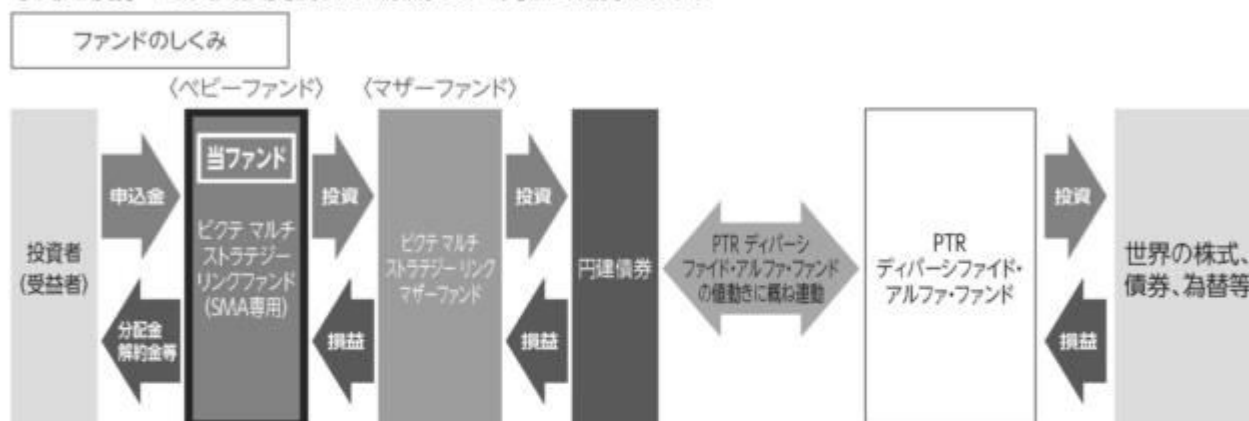 ファンドのしくみ
〈ベビーファンド〉
〈マザーファンド〉
投資者
(受益者)
申込金
分配金
解約金等
当ファンド
ピクテ マルチ
ストラテジー
リンクファンド
(SMA専用)
投資
損益
ピクテ マルチ
ストラテジー リンク
マザーファンド
投資
損益
円建債券
PTR ディバーシ
ファイド・アルファ・ファンド
の値動きに概ね連動
PTR
ディバーシファイド・
アルファ・ファンド
投資
損益
世界の株式、
債券、為替等